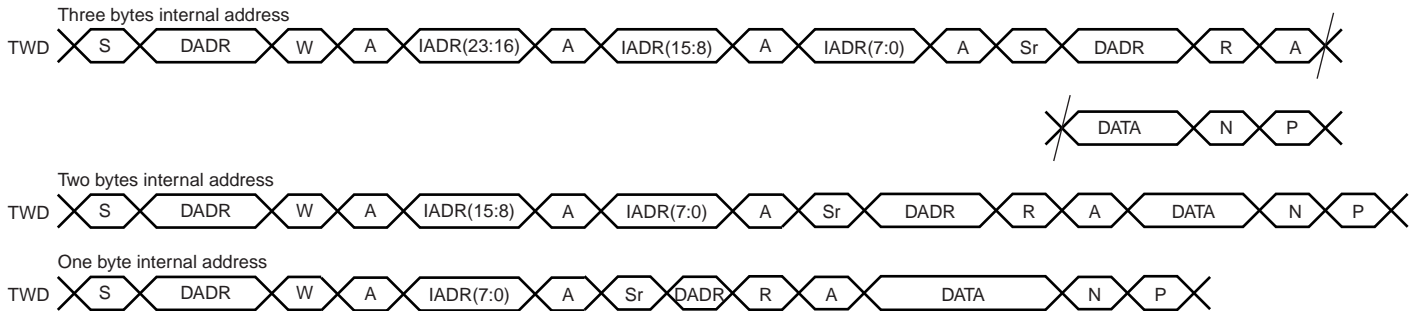 Three bytes internal address
TWD S DADR W A IADR(23:16) A IADR(15:8) A IADR(7:0) A Sr DADR R A
DATA N P
Two bytes internal address
TWD S DADR W A IADR(15:8) A IADR(7:0) A Sr DADR R A DATA N P
One byte internal address
TWD S DADR W A IADR(7:0) A Sr DADR R A DATA N P